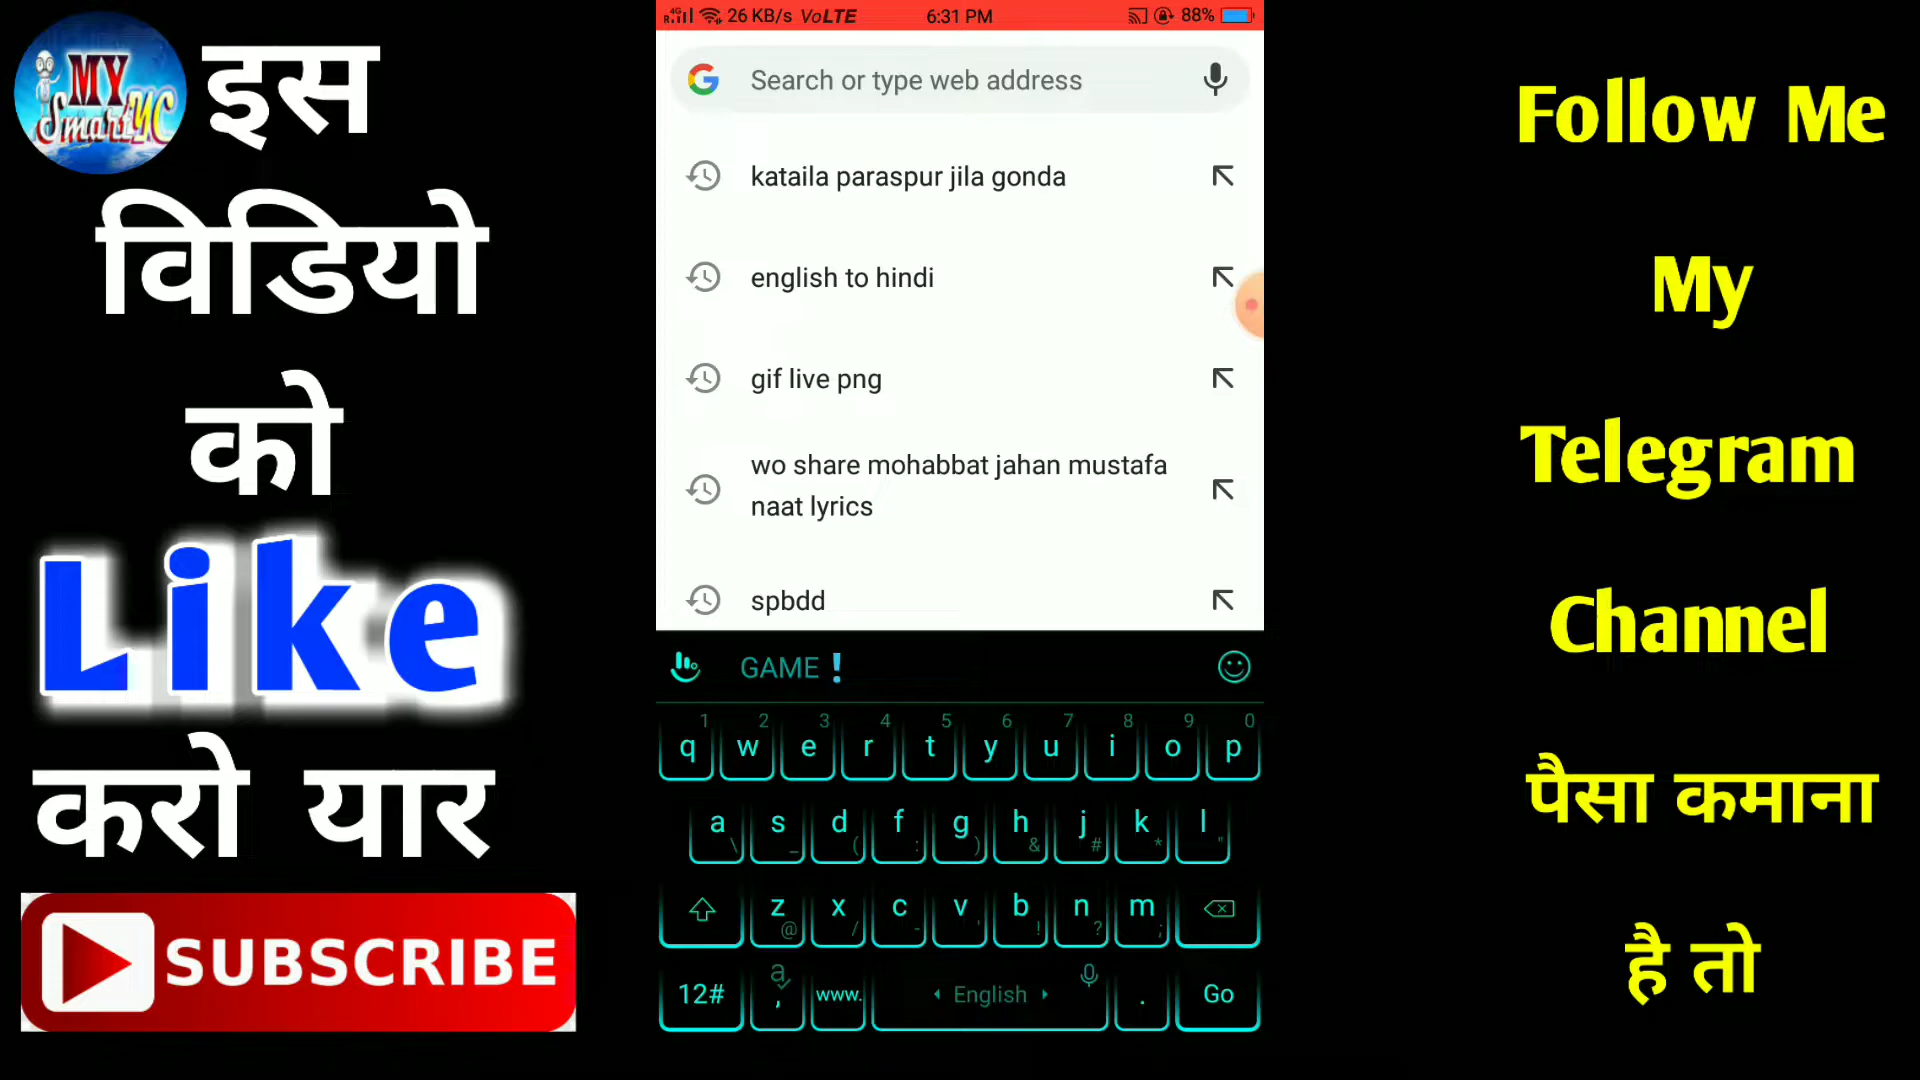 MY
SmartYC
इस
विडियो
को
Like
करो यार
SUBSCRIBE
4G
R 26 KB/s VoLTE 6:31 PM 88%
Search or type web address
kataila paraspur jila gonda
english to hindi
gif live png
wo share mohabbat jahan mustafa
naat lyrics
spbdd
GAME❗
1 2 3 4 5 6 7 8 9 0
q w e r t y u i o p
a s d f g h j k l
\ _ ( : ) & # * "
z x c v b n m
@ / - ' ! ? ;
12# , www. English . Go
Follow Me
My
Telegram
Channel
पैसा कमाना
है तो